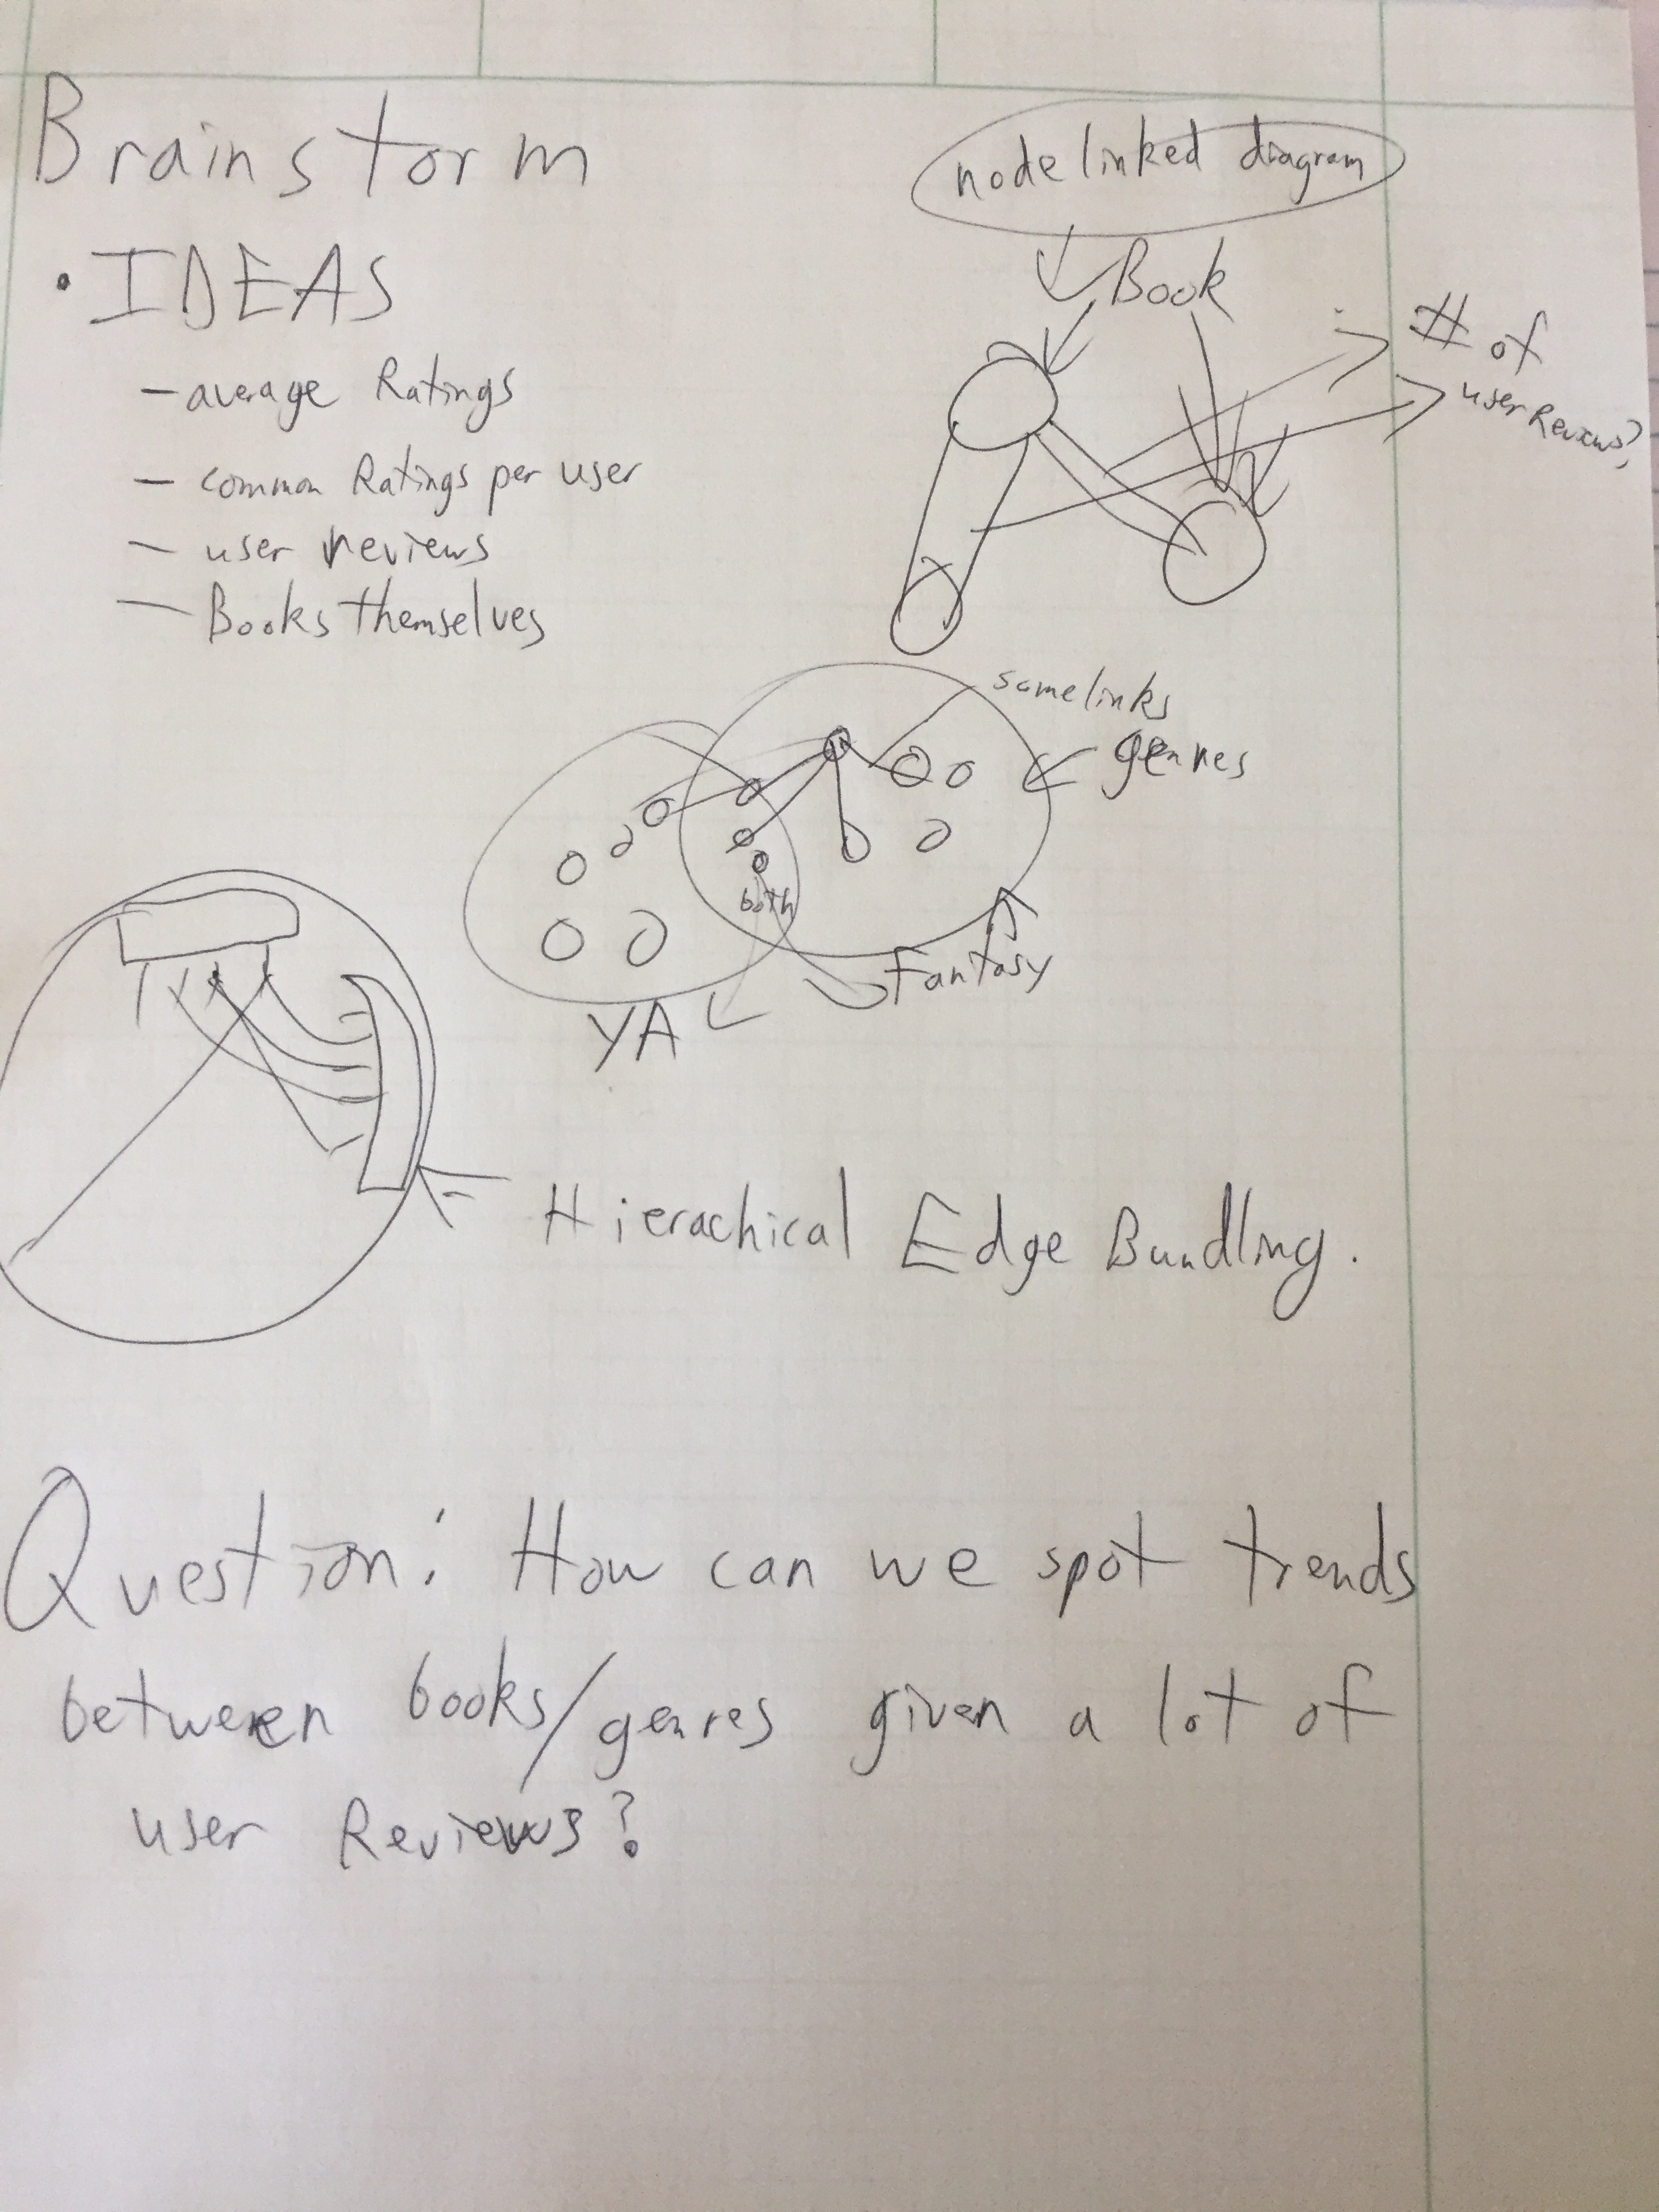 Brainstorm
• IDEAS
- average Ratings
- common Ratings per user
- user reviews
- Books themselves
node linked diagram
Book
# of
user Reviews?
same links
genres
both
Fantasy
YA
Hierachical Edge Bundling.
Question: How can we spot trends
between books/genres given a lot of
user Reviews?